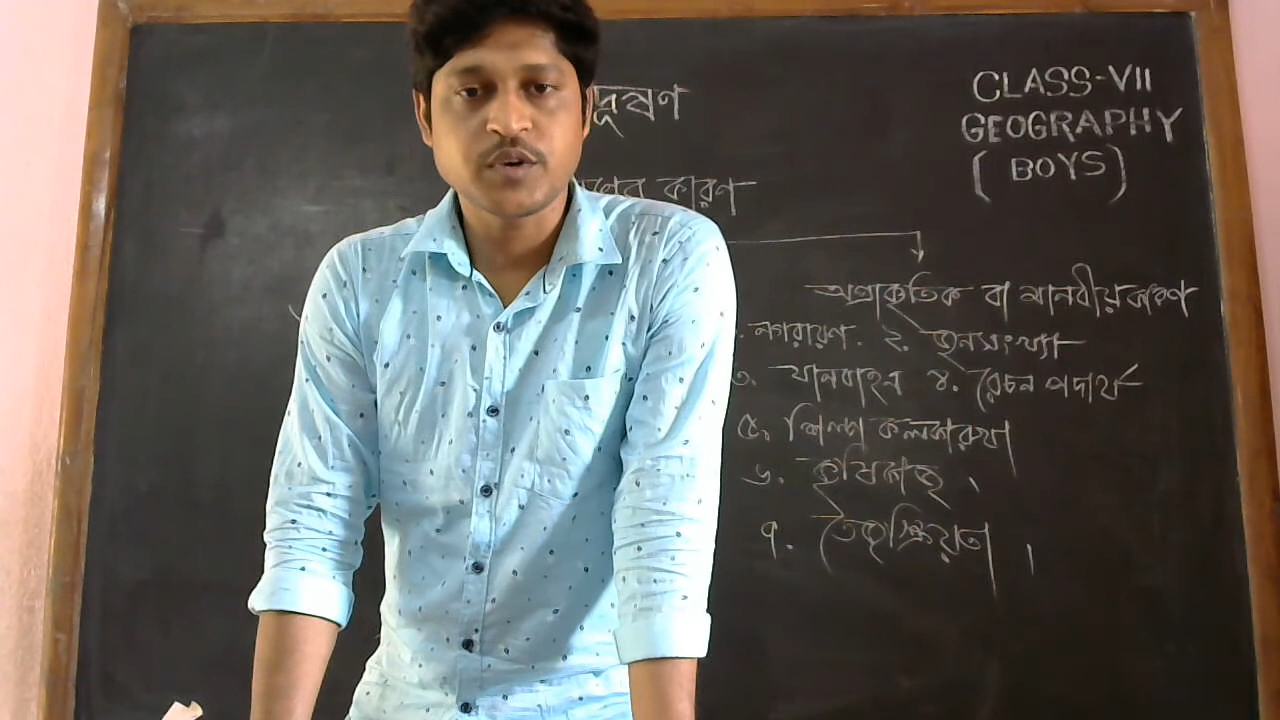 দূষণ
CLASS-VII
GEOGRAPHY
(BOYS)
কারণ
অপ্রাকৃতিক বা মানবীয় কারণ
নগরায়ণ. ২. জনসংখ্যা
৩. যানবাহন ৪. রেচন পদার্থ
৫. শিল্প কলকারখা
৬. কৃষিকাজ ।
৭. তেজস্ক্রিয়তা ।